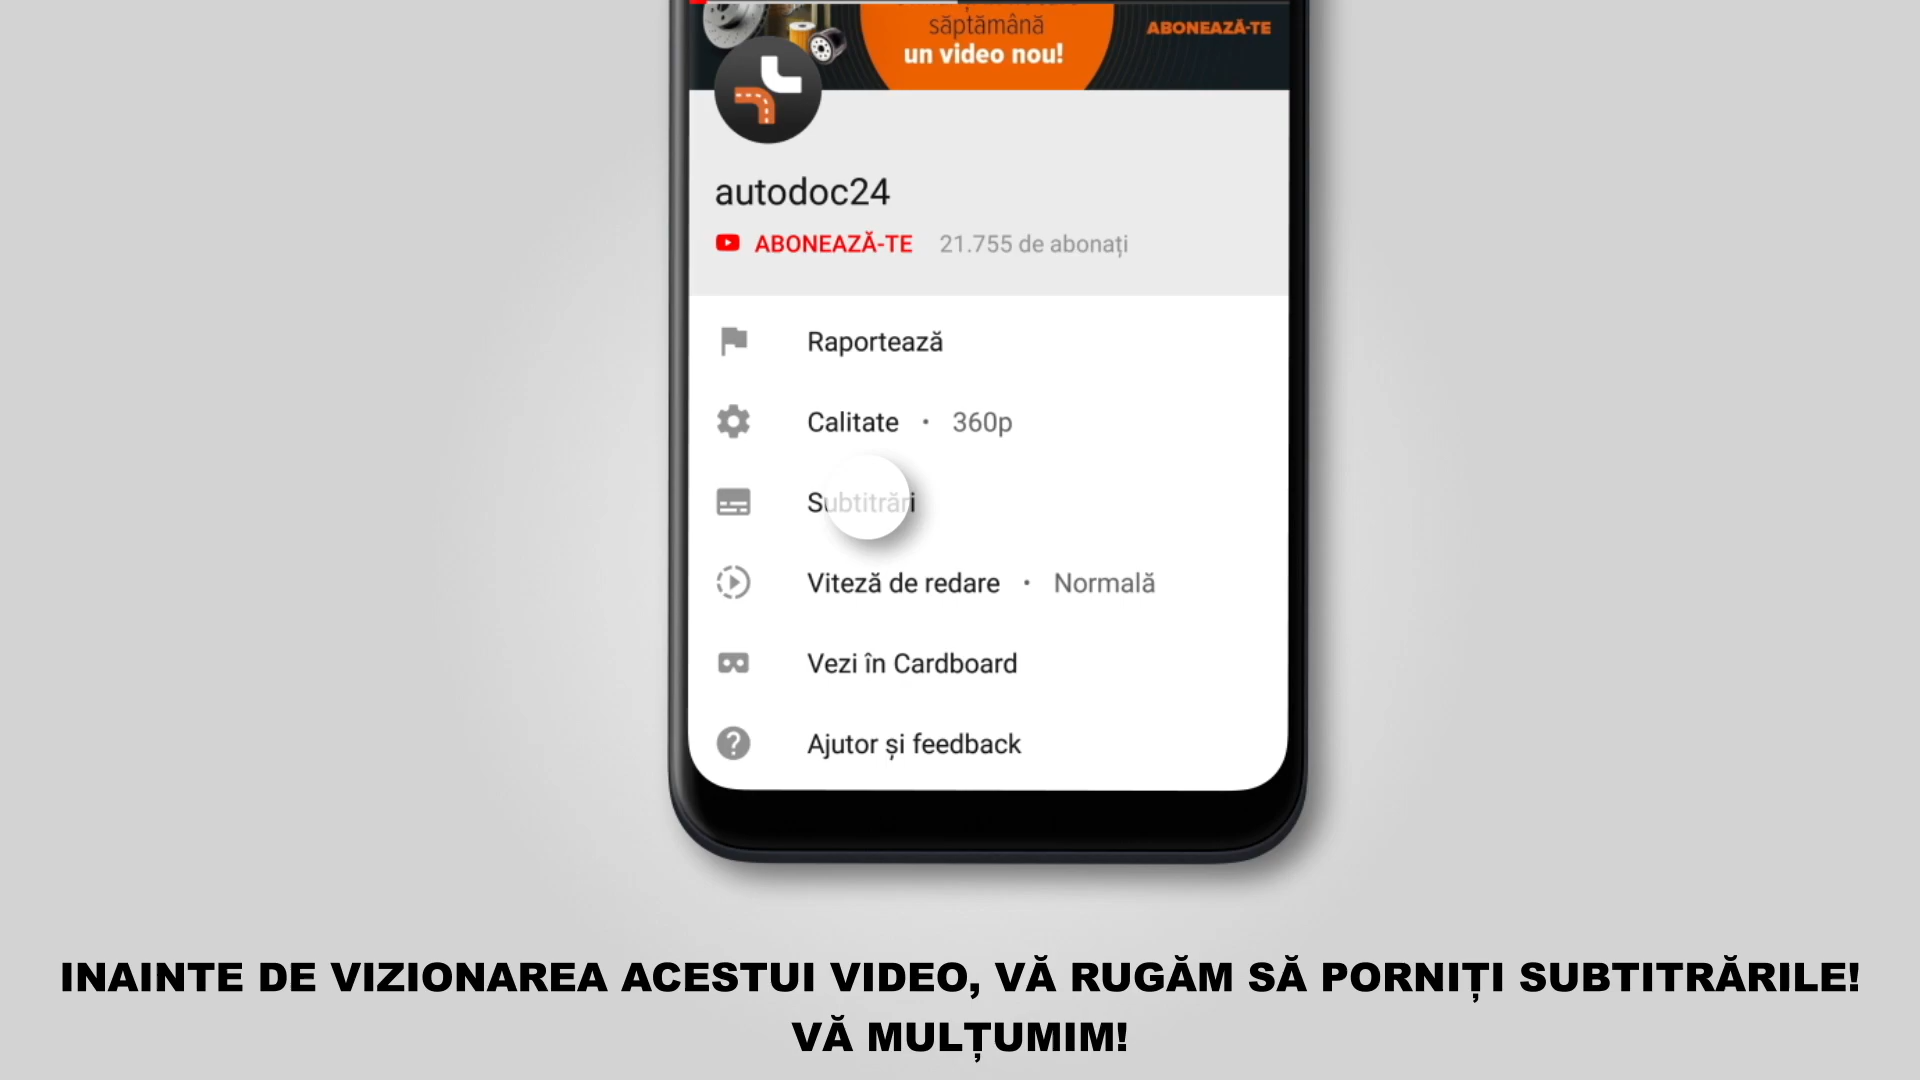 săptămână
un video nou!
ABONEAZĂ-TE
autodoc24
ABONEAZĂ-TE 21.755 de abonați
Raportează
Calitate • 360p
Subtitrări
Viteză de redare • Normală
Vezi în Cardboard
Ajutor și feedback
INAINTE DE VIZIONAREA ACESTUI VIDEO, VĂ RUGĂM SĂ PORNIȚI SUBTITRĂRILE!
VĂ MULȚUMIM!